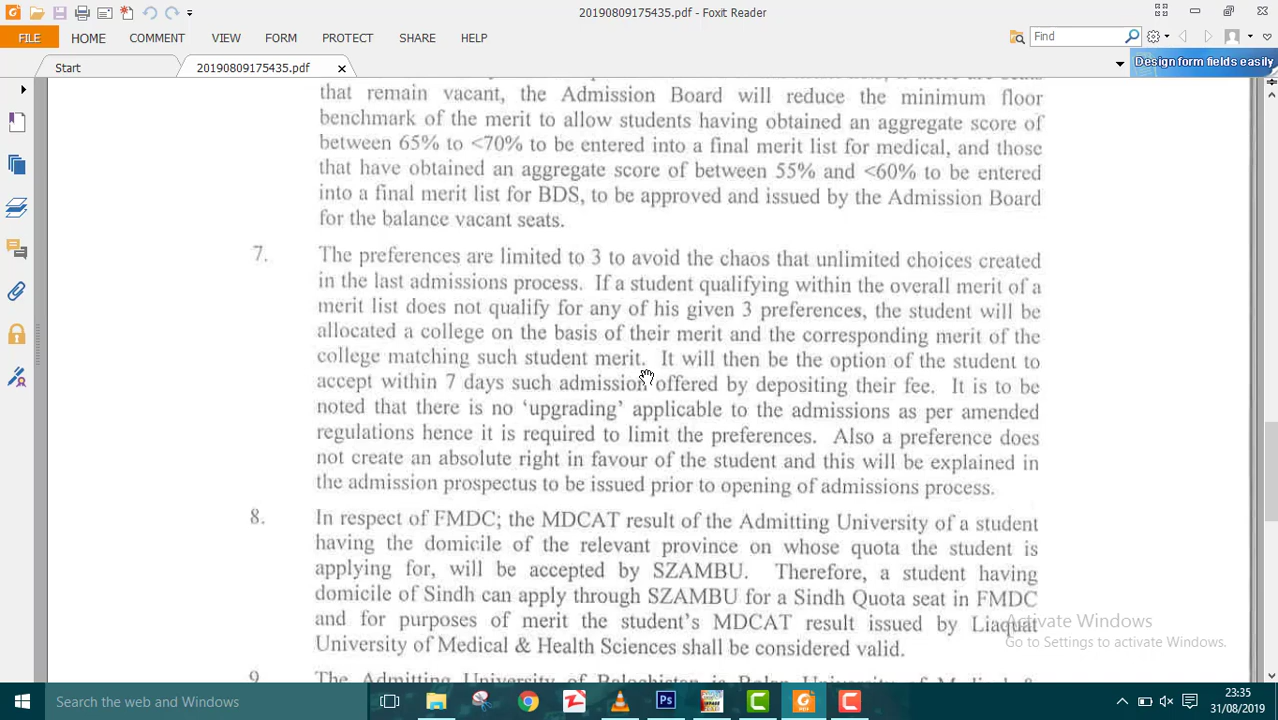 20190809175435.pdf - Foxit Reader
FILE HOME COMMENT VIEW FORM PROTECT SHARE HELP Find
Start 20190809175435.pdf Design form fields easily
that remain vacant, the Admission Board will reduce the minimum floor
benchmark of the merit to allow students having obtained an aggregate score of
between 65% to <70% to be entered into a final merit list for medical, and those
that have obtained an aggregate score of between 55% and <60% to be entered
into a final merit list for BDS, to be approved and issued by the Admission Board
for the balance vacant seats.
7. The preferences are limited to 3 to avoid the chaos that unlimited choices created
in the last admissions process. If a student qualifying within the overall merit of a
merit list does not qualify for any of his given 3 preferences, the student will be
allocated a college on the basis of their merit and the corresponding merit of the
college matching such student merit. It will then be the option of the student to
accept within 7 days such admission offered by depositing their fee. It is to be
noted that there is no 'upgrading' applicable to the admissions as per amended
regulations hence it is required to limit the preferences. Also a preference does
not create an absolute right in favour of the student and this will be explained in
the admission prospectus to be issued prior to opening of admissions process.
8. In respect of FMDC; the MDCAT result of the Admitting University of a student
having the domicile of the relevant province on whose quota the student is
applying for, will be accepted by SZAMBU. Therefore, a student having
domicile of Sindh can apply through SZAMBU for a Sindh Quota seat in FMDC
and for purposes of merit the student's MDCAT result issued by Liaquat
University of Medical & Health Sciences shall be considered valid.
Activate Windows
Go to Settings to activate Windows.
9. The Admitting University of Balochistan is Bolan University of Medical &
Search the web and Windows
23:35
31/08/2019